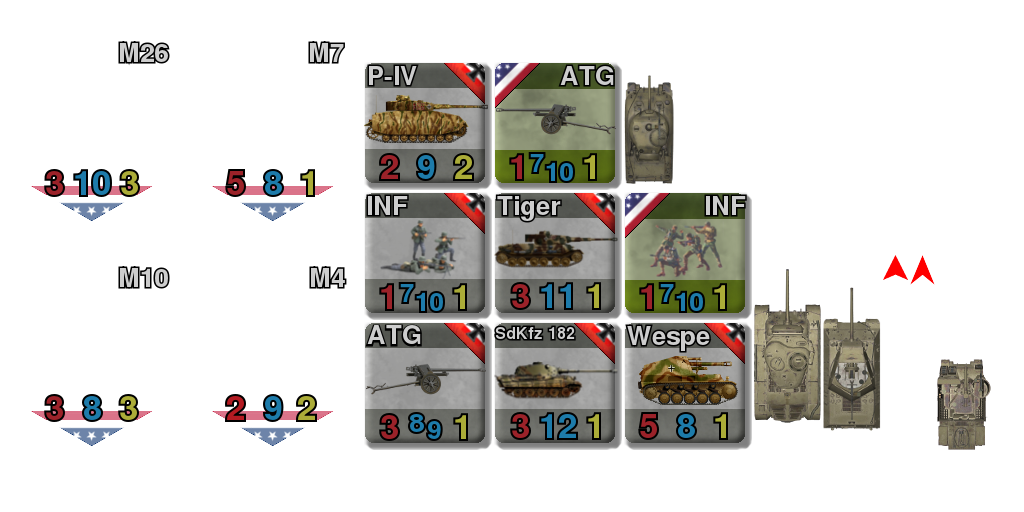 M26
M7
3 10 3
5 8 1
M10
M4
3 8 3
2 9 2
P-IV
ATG
2 9 2
1 7 10 1
INF
Tiger
INF
1 7 10 1
3 11 1
1 7 10 1
ATG
SdKfz 182
Wespe
3 8 9 1
3 12 1
5 8 1